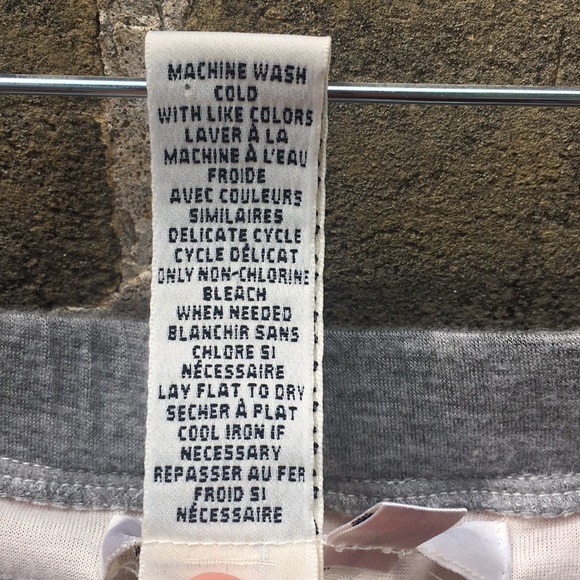 MACHINE WASH
COLD
WITH LIKE COLORS
LAVER À LA
MACHINE À L'EAU
FROIDE
AVEC COULEURS
SIMILAIRES
DELICATE CYCLE
CYCLE DÉLICAT
ONLY NON-CHLORINE
BLEACH
WHEN NEEDED
BLANCHIR SANS
CHLORE SI
NÉCESSAIRE
LAY FLAT TO DRY
SECHER À PLAT
COOL IRON IF
NECESSARY
REPASSER AU FER
FROID SI
NÉCESSAIRE